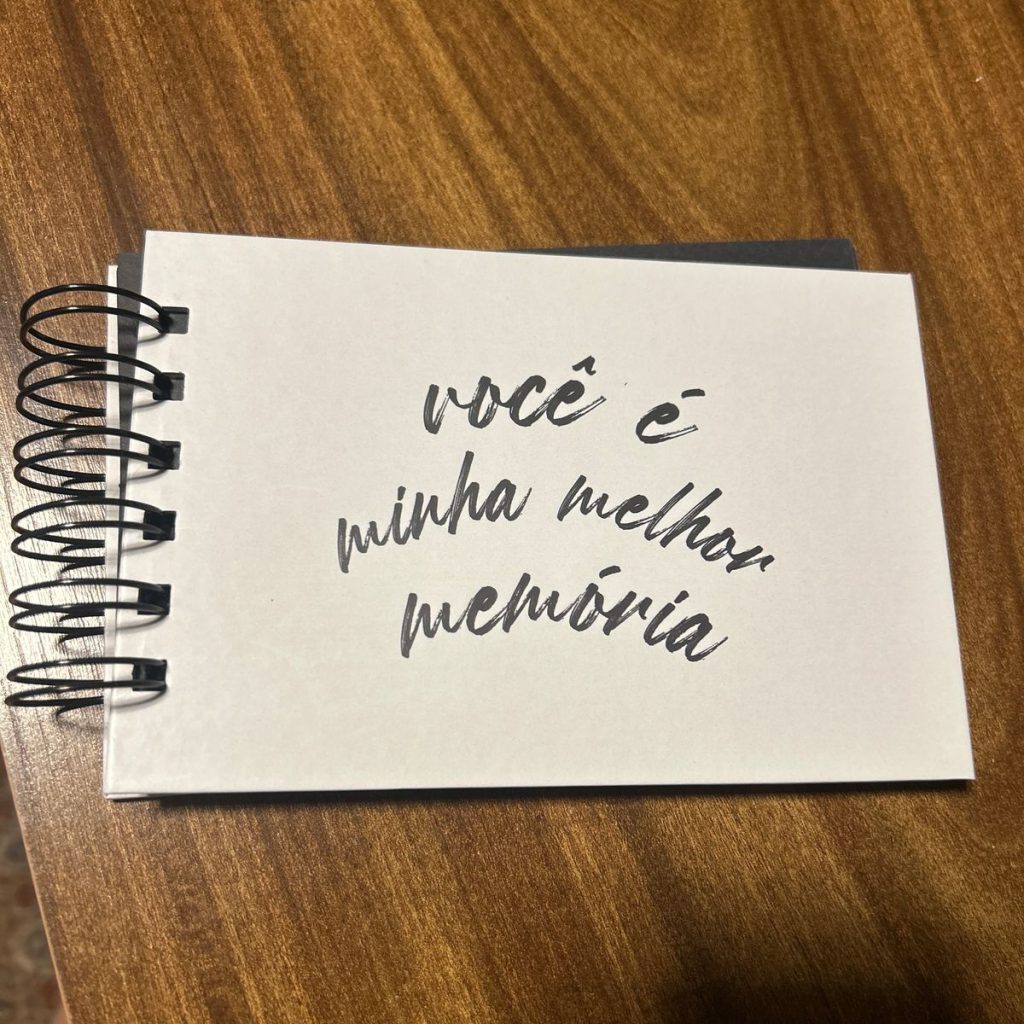 você é
minha melhor
memória